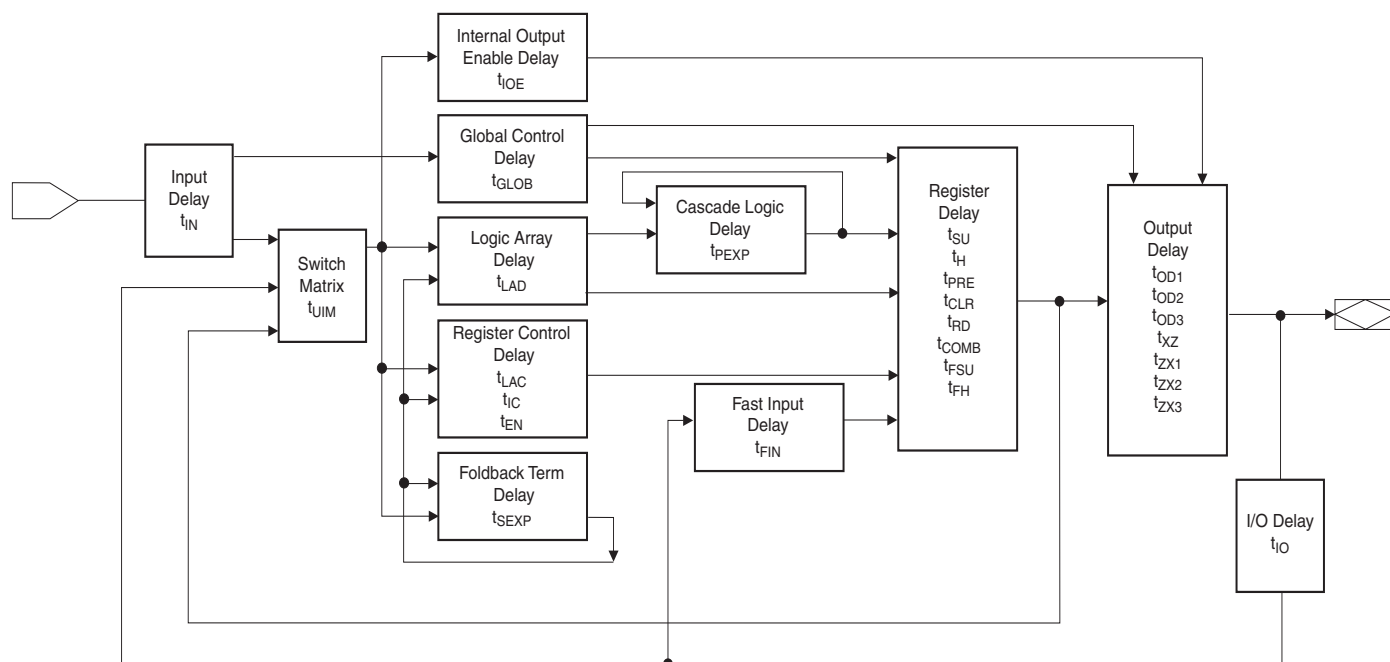 Internal Output
Enable Delay
tIOE
Global Control
Delay
tGLOB
Input
Delay
tIN
Switch
Matrix
tUIM
Logic Array
Delay
tLAD
Cascade Logic
Delay
tPEXP
Register Control
Delay
tLAC
tIC
tEN
Fast Input
Delay
tFIN
Foldback Term
Delay
tSEXP
Register
Delay
tSU
tH
tPRE
tCLR
tRD
tCOMB
tFSU
tFH
Output
Delay
tOD1
tOD2
tOD3
tXZ
tZX1
tZX2
tZX3
I/O Delay
tIO